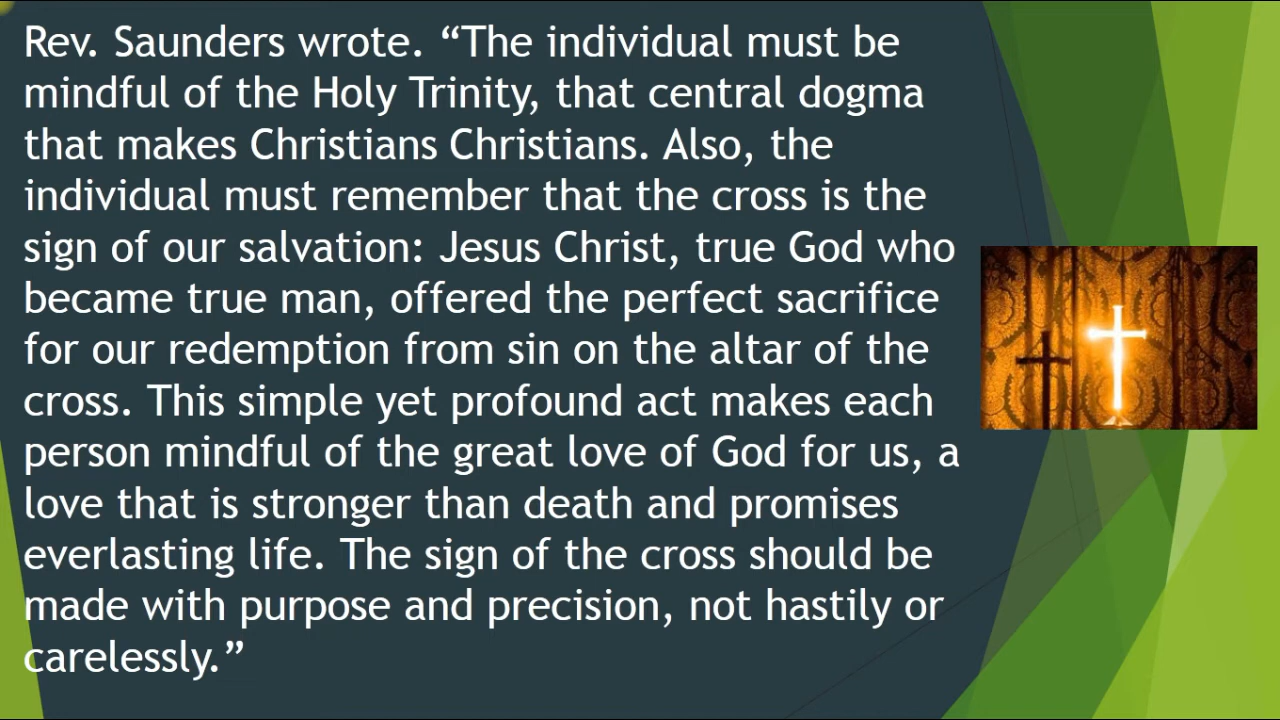 Rev. Saunders wrote. “The individual must be
mindful of the Holy Trinity, that central dogma
that makes Christians Christians. Also, the
individual must remember that the cross is the
sign of our salvation: Jesus Christ, true God who
became true man, offered the perfect sacrifice
for our redemption from sin on the altar of the
cross. This simple yet profound act makes each
person mindful of the great love of God for us, a
love that is stronger than death and promises
everlasting life. The sign of the cross should be
made with purpose and precision, not hastily or
carelessly.”